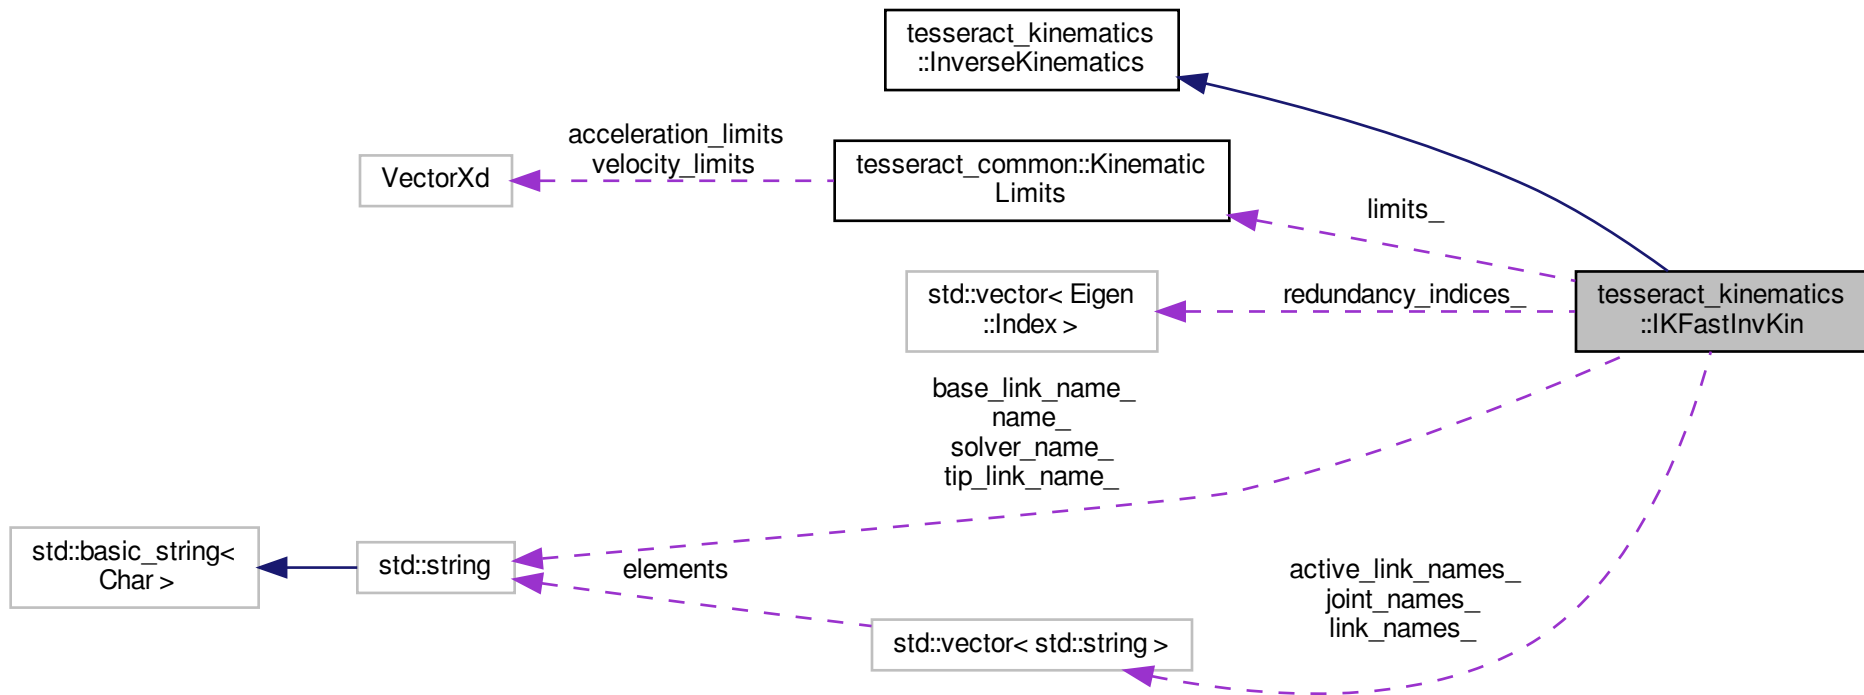 tesseract_kinematics
::InverseKinematics
acceleration_limits
velocity_limits
VectorXd
tesseract_common::Kinematic
Limits
limits_
std::vector< Eigen
::Index >
redundancy_indices_
tesseract_kinematics
::IKFastInvKin
base_link_name_
name_
solver_name_
tip_link_name_
std::basic_string<
Char >
std::string
elements
active_link_names_
joint_names_
link_names_
std::vector< std::string >